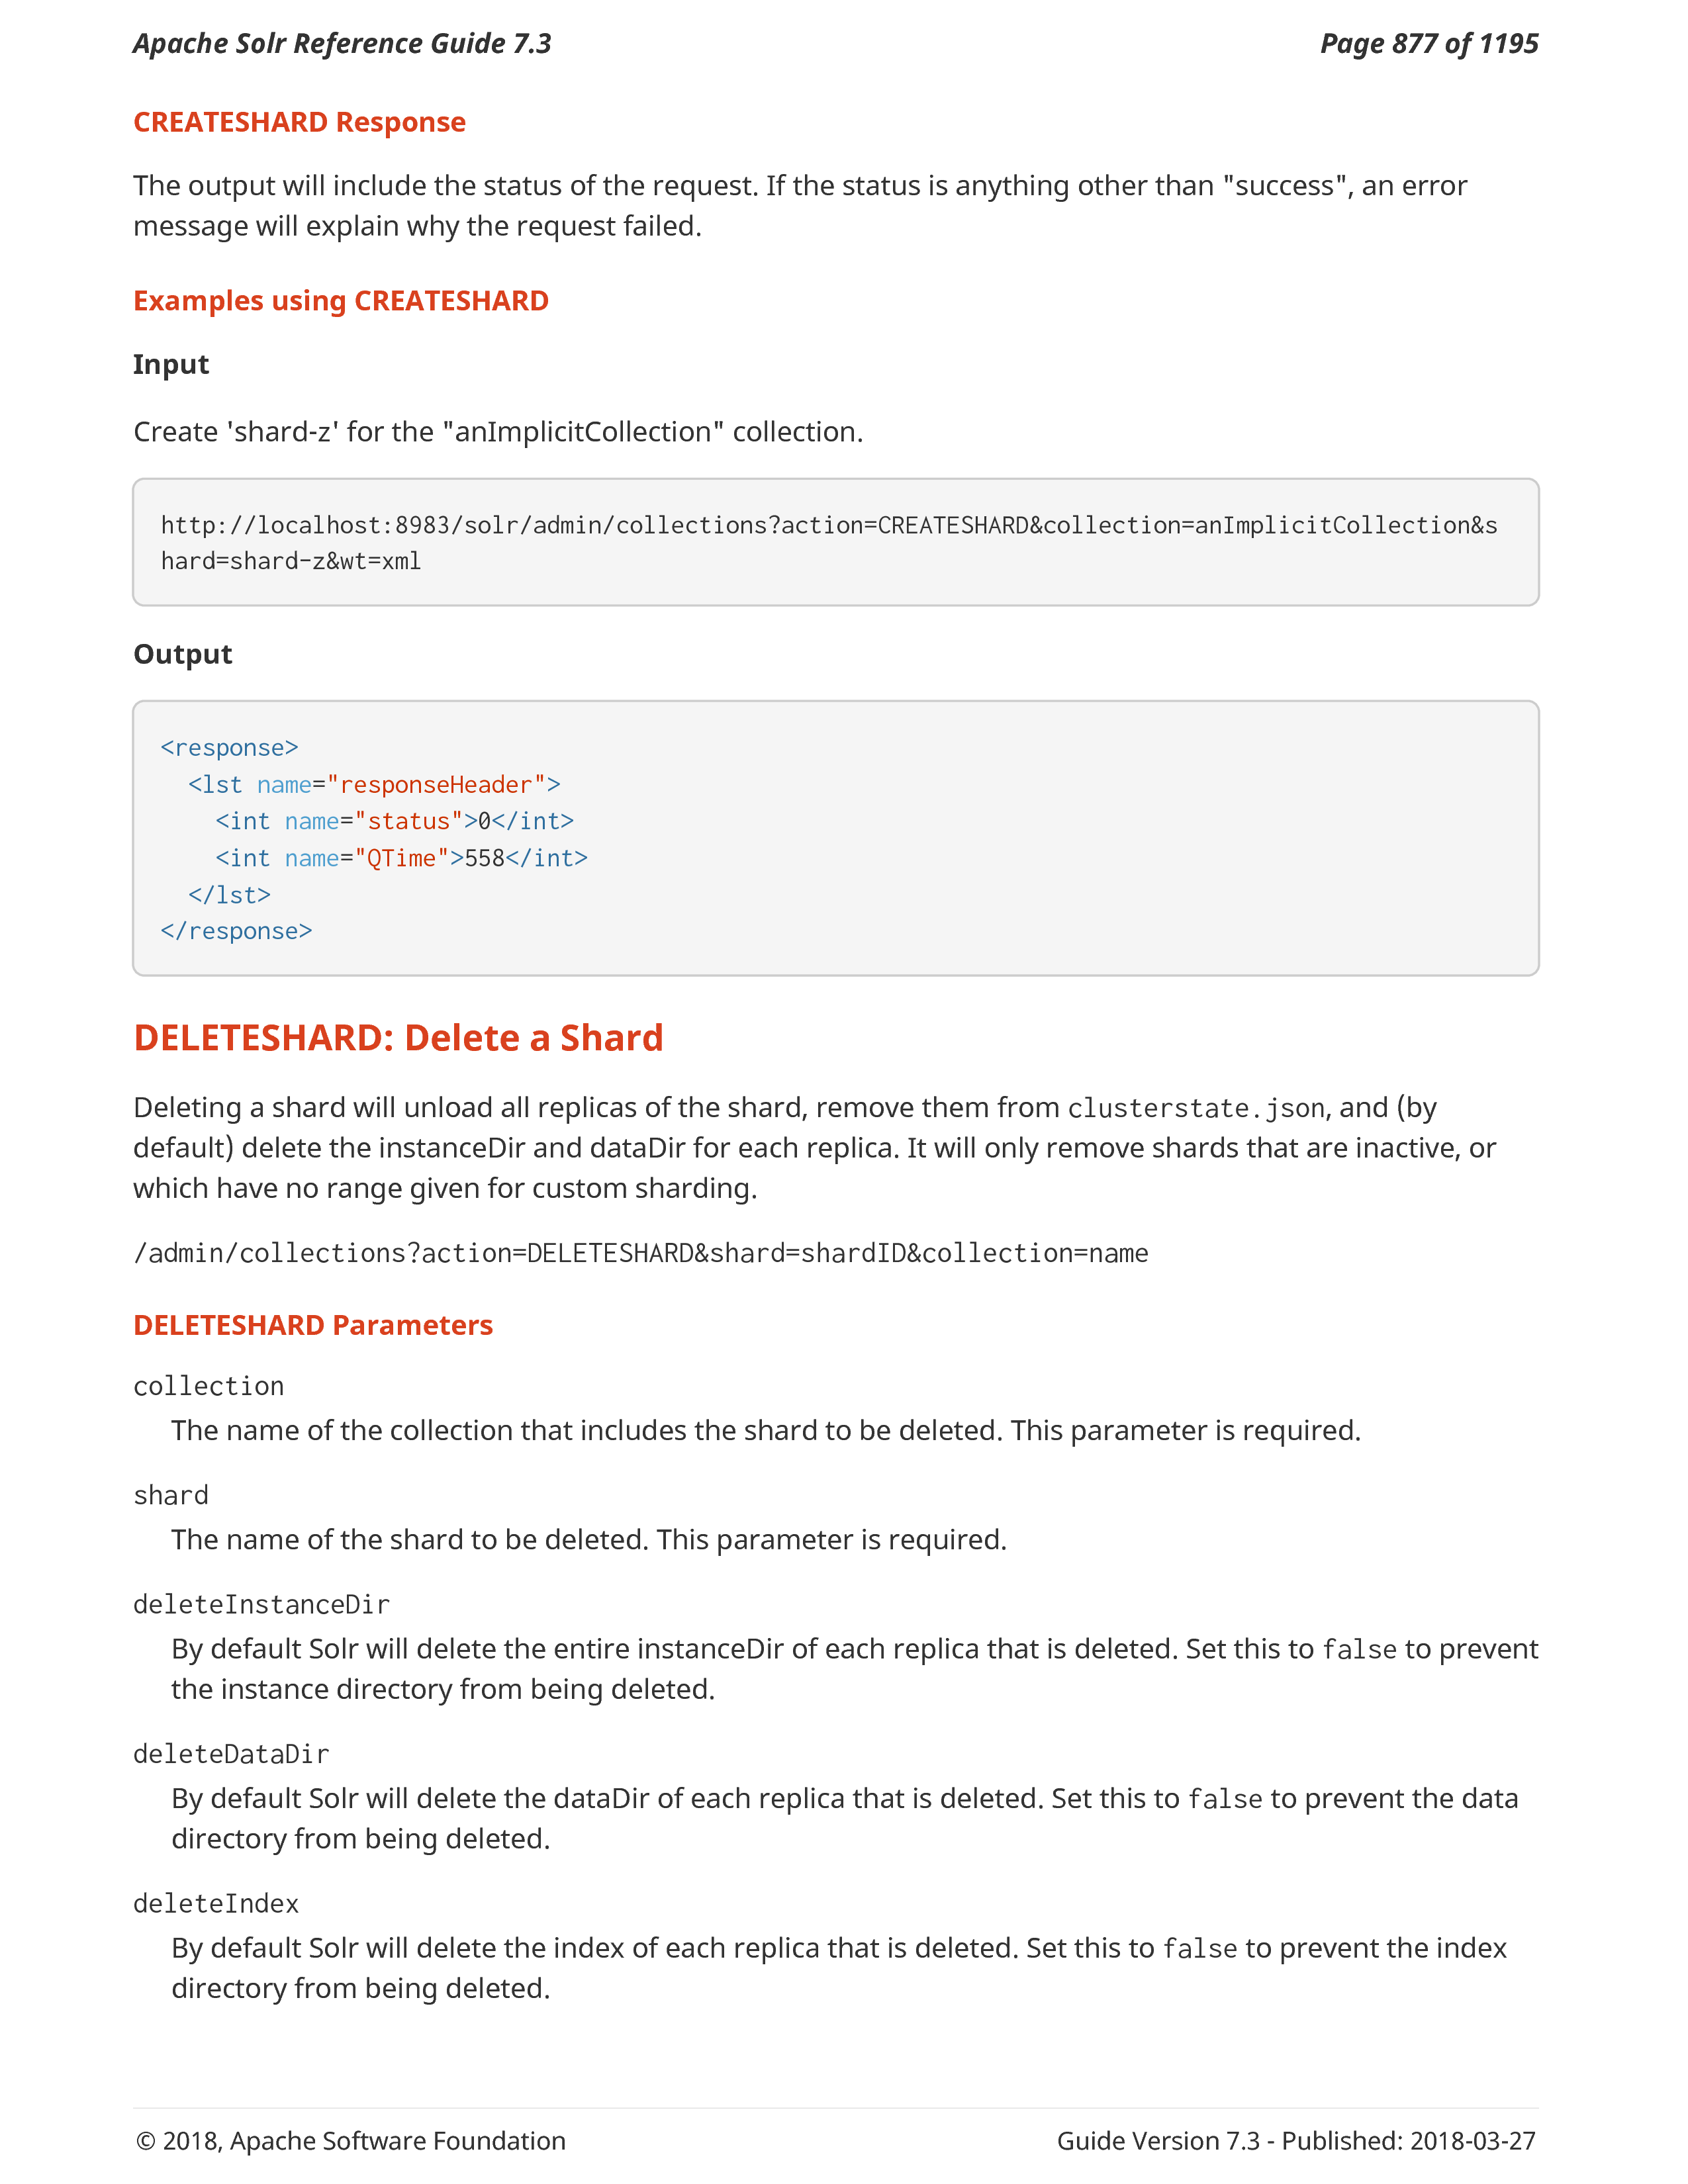 Apache Solr Reference Guide 7.3 Page 877 of 1195
CREATESHARD Response
The output will include the status of the request. If the status is anything other than "success", an error
message will explain why the request failed.
Examples using CREATESHARD
Input
Create 'shard-z' for the "anImplicitCollection" collection.
http://localhost:8983/solr/admin/collections?action=CREATESHARD&collection=anImplicitCollection&s
hard=shard-z&wt=xml
Output
<response>
  <lst name="responseHeader">
    <int name="status">0</int>
    <int name="QTime">558</int>
  </lst>
</response>
DELETESHARD: Delete a Shard
Deleting a shard will unload all replicas of the shard, remove them from clusterstate.json, and (by
default) delete the instanceDir and dataDir for each replica. It will only remove shards that are inactive, or
which have no range given for custom sharding.
/admin/collections?action=DELETESHARD&shard=shardID&collection=name
DELETESHARD Parameters
collection
The name of the collection that includes the shard to be deleted. This parameter is required.
shard
The name of the shard to be deleted. This parameter is required.
deleteInstanceDir
By default Solr will delete the entire instanceDir of each replica that is deleted. Set this to false to prevent
the instance directory from being deleted.
deleteDataDir
By default Solr will delete the dataDir of each replica that is deleted. Set this to false to prevent the data
directory from being deleted.
deleteIndex
By default Solr will delete the index of each replica that is deleted. Set this to false to prevent the index
directory from being deleted.
© 2018, Apache Software Foundation Guide Version 7.3 - Published: 2018-03-27